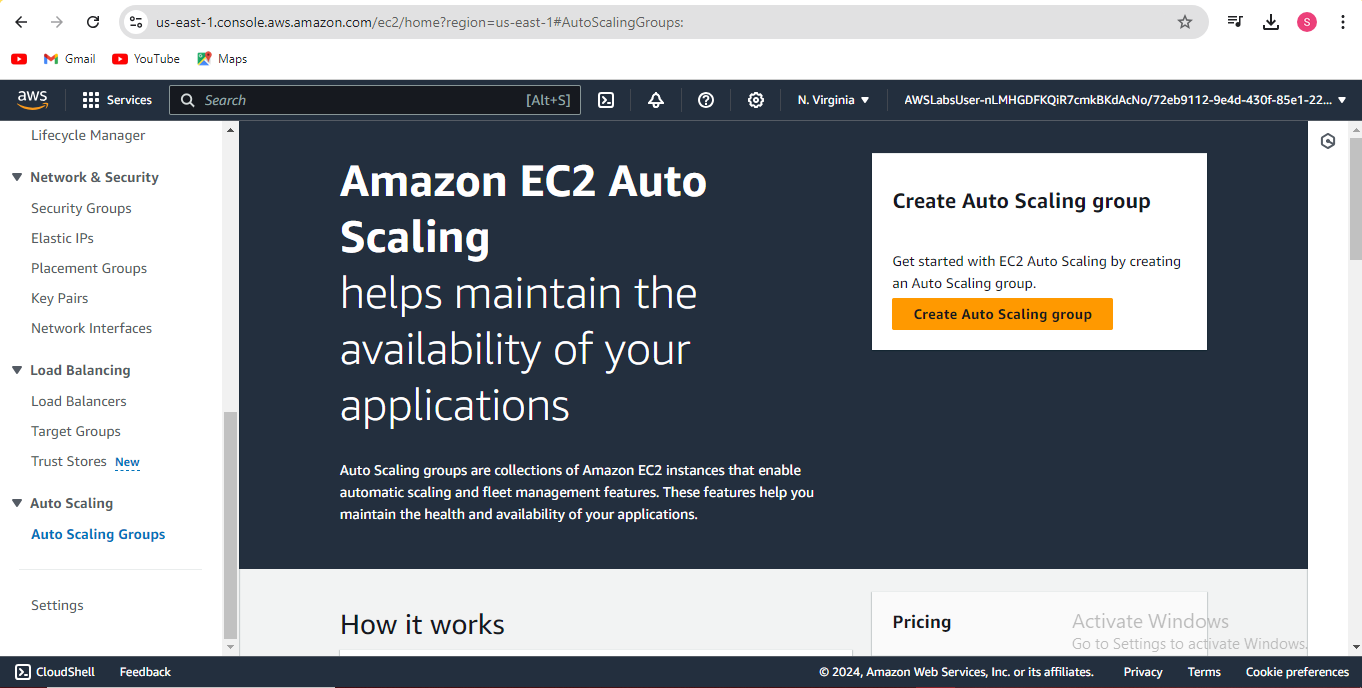 us-east-1.console.aws.amazon.com/ec2/home?region=us-east-1#AutoScalingGroups:
S
Gmail
YouTube
Maps
aws
Services
Search
[Alt+S]
N. Virginia
AWSLabsUser-nLMHGDFKQiR7cmkBKdAcNo/72eb9112-9e4d-430f-85e1-22...
Lifecycle Manager
Network & Security
Security Groups
Elastic IPs
Placement Groups
Key Pairs
Network Interfaces
Load Balancing
Load Balancers
Target Groups
Trust Stores New
Auto Scaling
Auto Scaling Groups
Settings
Amazon EC2 Auto
Scaling
helps maintain the
availability of your
applications
Auto Scaling groups are collections of Amazon EC2 instances that enable
automatic scaling and fleet management features. These features help you
maintain the health and availability of your applications.
Create Auto Scaling group
Get started with EC2 Auto Scaling by creating
an Auto Scaling group.
Create Auto Scaling group
How it works
Pricing
Activate Windows
Go to Settings to activate Windows.
CloudShell
Feedback
© 2024, Amazon Web Services, Inc. or its affiliates.
Privacy
Terms
Cookie preferences